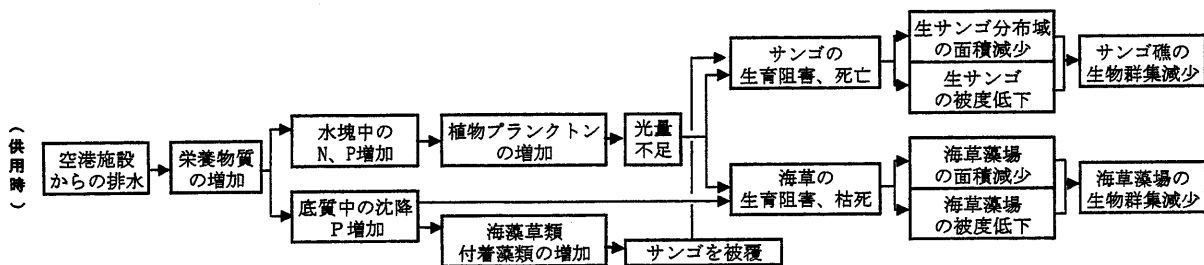 （供用時）
空港施設
からの排水
栄養物質
の増加
水塊中の
N、P増加
植物プランクトン
の増加
光量
不足
底質中の沈降
P増加
海藻草類
付着藻類の増加
サンゴを被覆
サンゴの
生育阻害、死亡
生サンゴ分布域
の面積減少
生サンゴ
の被度低下
サンゴ礁の
生物群集減少
海草の
生育阻害、枯死
海草藻場
の面積減少
海草藻場
の被度低下
海草藻場の
生物群集減少